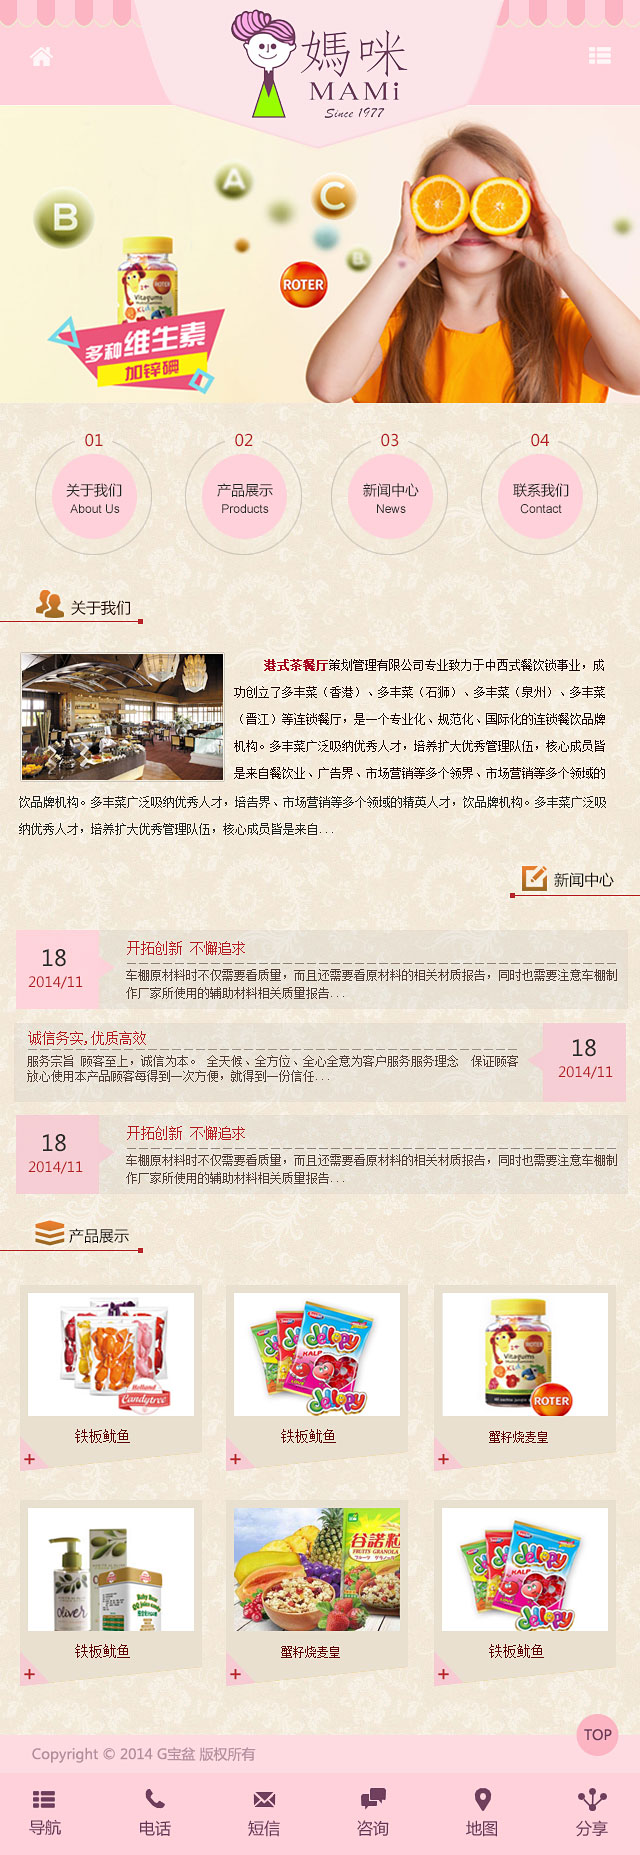 媽咪
MAMi
Since 1977
B
A
C
B
ROTER
ROTER
Vitagums
多种维生素
加锌碘
01
02
03
04
关于我们
About Us
产品展示
Products
新闻中心
News
联系我们
Contact
关于我们
港式茶餐厅策划管理有限公司专业致力于中西式餐饮锁事业，成
功创立了多丰菜（香港）、多丰菜（石狮）、多丰菜（泉州）、多丰菜
（晋江）等连锁餐厅，是一个专业化、规范化、国际化的连锁餐饮品牌
机构。多丰菜广泛吸纳优秀人才，培养扩大优秀管理队伍，核心成员皆
是来自餐饮业、广告界、市场营销等多个领界、市场营销等多个领域的
饮品牌机构。多丰菜广泛吸纳优秀人才，培告界、市场营销等多个领域的精英人才，饮品牌机构。多丰菜广泛吸
纳优秀人才，培养扩大优秀管理队伍，核心成员皆是来自...
新闻中心
18
2014/11
开拓创新 不懈追求
车棚原材料时不仅需要看质量，而且还需要看原材料的相关材质报告，同时也需要注意车棚制
作厂家所使用的辅助材料相关质量报告...
诚信务实,优质高效
服务宗旨 顾客至上，诚信为本。 全天候、全方位、全心全意为客户服务服务理念 保证顾客
放心使用本产品顾客每得到一次方便，就得到一份信任...
18
2014/11
18
2014/11
开拓创新 不懈追求
车棚原材料时不仅需要看质量，而且还需要看原材料的相关材质报告，同时也需要注意车棚制
作厂家所使用的辅助材料相关质量报告...
产品展示
Holland
Candytree
Jellopy
KALP
Jellopy
ROTER
Vitagums
ROTER
铁板鱿鱼
铁板鱿鱼
蟹籽烧麦皇
+
+
+
Oliver
谷諾粒
FRUITS GRANOLA
Jellopy
KALP
Jellopy
铁板鱿鱼
蟹籽烧麦皇
铁板鱿鱼
+
+
+
TOP
Copyright © 2014 G宝盆 版权所有
导航
电话
短信
咨询
地图
分享